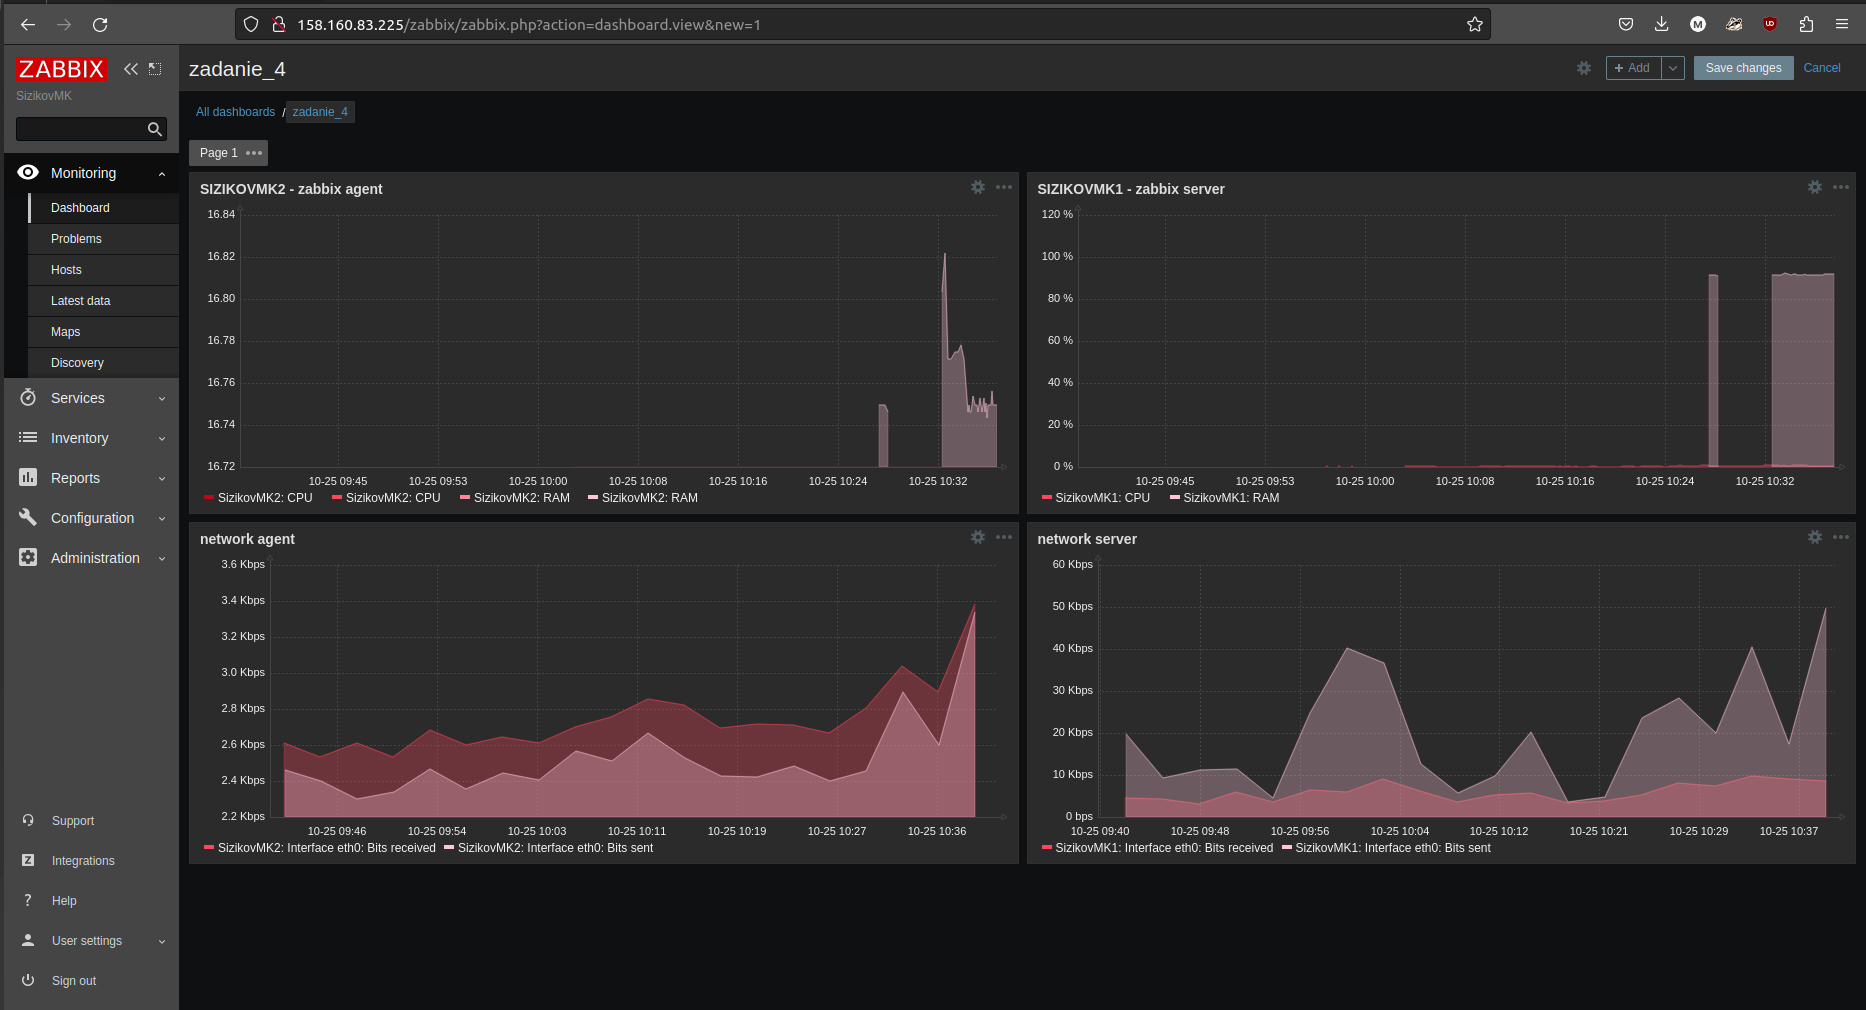 158.160.83.225/zabbix/zabbix.php?action=dashboard.view&new=1
M
UD
ZABBIX
SizikovMK
Monitoring
Dashboard
Problems
Hosts
Latest data
Maps
Discovery
Services
Inventory
Reports
Configuration
Administration
Support
Z Integrations
? Help
User settings
Sign out
zadanie_4
+ Add
Save changes
Cancel
All dashboards / zadanie_4
Page 1
SIZIKOVMK2 - zabbix agent
16.84
16.82
16.80
16.78
16.76
16.74
16.72
10-25 09:45 10-25 09:53 10-25 10:00 10-25 10:08 10-25 10:16 10-25 10:24 10-25 10:32
SizikovMK2: CPU SizikovMK2: CPU SizikovMK2: RAM SizikovMK2: RAM
SIZIKOVMK1 - zabbix server
120 %
100 %
80 %
60 %
40 %
20 %
0 %
10-25 09:45 10-25 09:53 10-25 10:00 10-25 10:08 10-25 10:16 10-25 10:24 10-25 10:32
SizikovMK1: CPU SizikovMK1: RAM
network agent
3.6 Kbps
3.4 Kbps
3.2 Kbps
3.0 Kbps
2.8 Kbps
2.6 Kbps
2.4 Kbps
2.2 Kbps
10-25 09:46 10-25 09:54 10-25 10:03 10-25 10:11 10-25 10:19 10-25 10:27 10-25 10:36
SizikovMK2: Interface eth0: Bits received SizikovMK2: Interface eth0: Bits sent
network server
60 Kbps
50 Kbps
40 Kbps
30 Kbps
20 Kbps
10 Kbps
0 bps
10-25 09:40 10-25 09:48 10-25 09:56 10-25 10:04 10-25 10:12 10-25 10:21 10-25 10:29 10-25 10:37
SizikovMK1: Interface eth0: Bits received SizikovMK1: Interface eth0: Bits sent